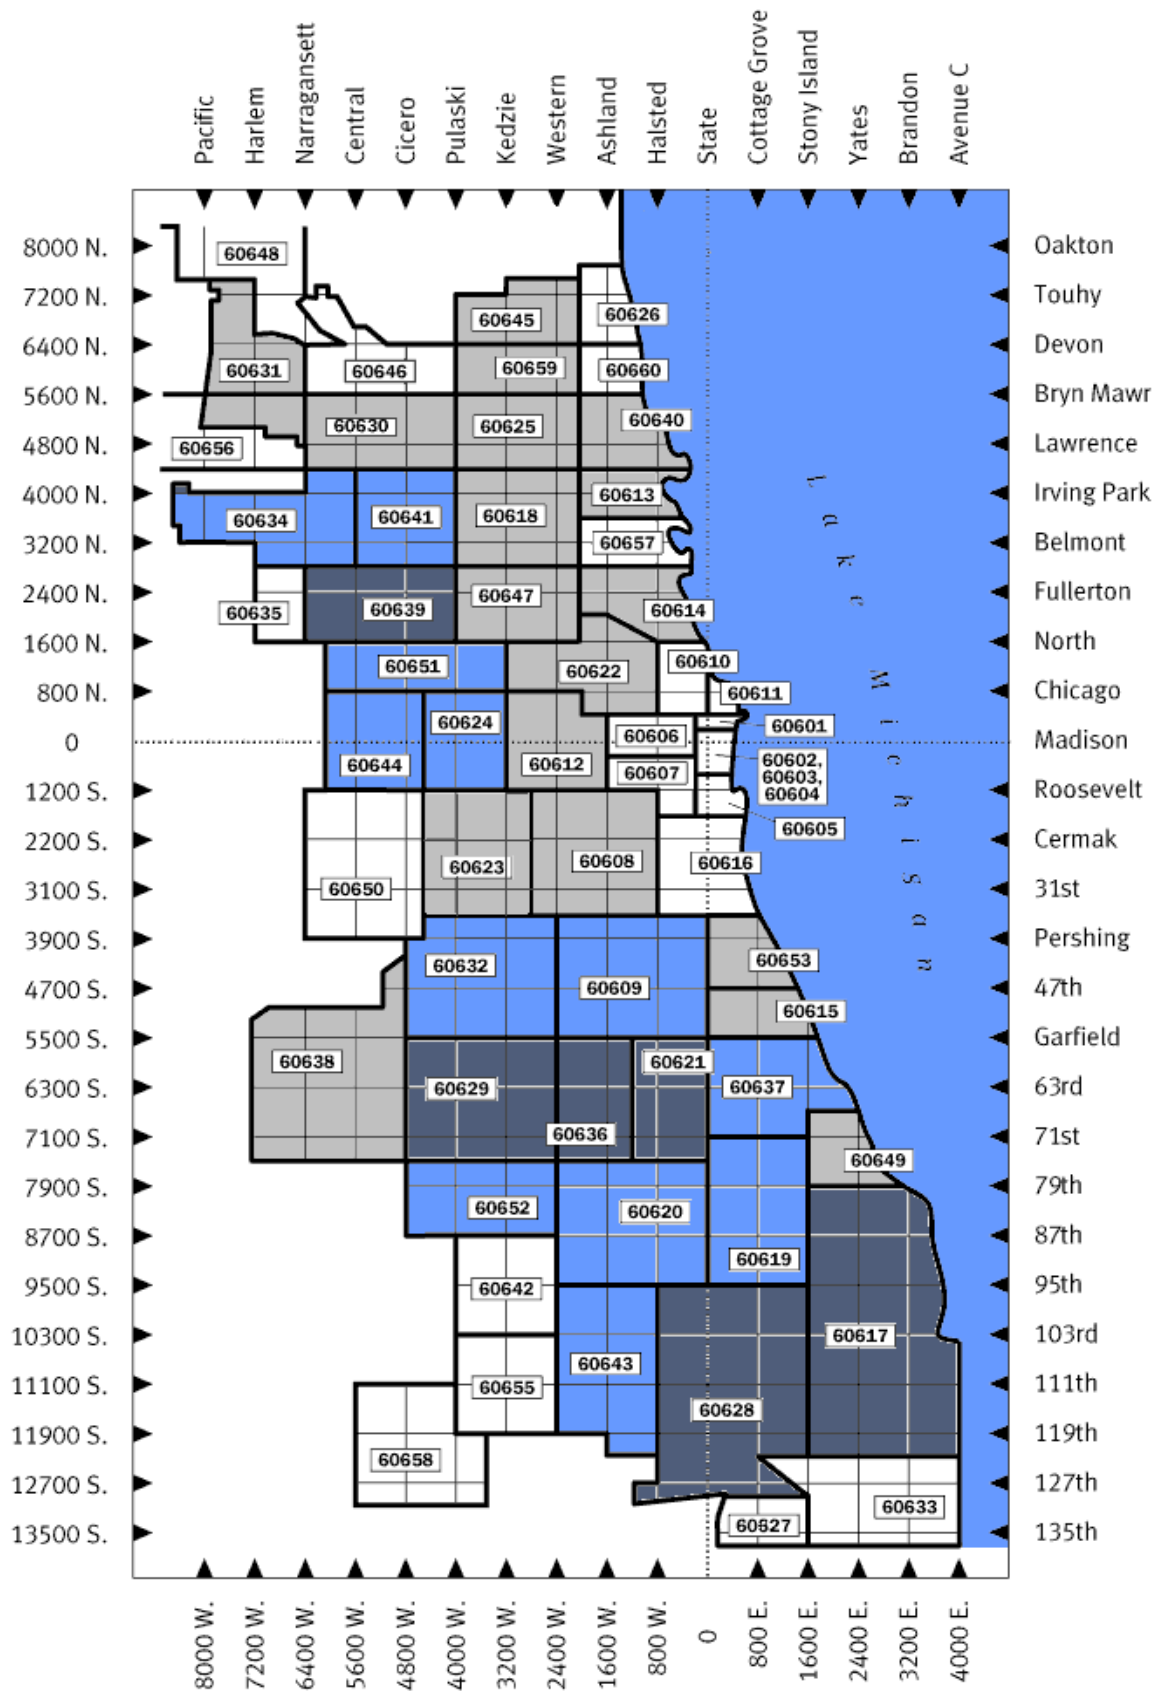 Pacific
Harlem
Narragansett
Central
Cicero
Pulaski
Kedzie
Western
Ashland
Halsted
State
Cottage Grove
Stony Island
Yates
Brandon
Avenue C
8000 N.
60648
Oakton
7200 N.
60645
60626
Touhy
6400 N.
Devon
60631
60646
60659
60660
5600 N.
Bryn Mawr
60630
60625
60640
4800 N.
60656
Lawrence
4000 N.
60613
Irving Park
60634
60641
60618
3200 N.
60657
Belmont
2400 N.
60635
60639
60647
60614
Fullerton
1600 N.
North
60651
60622
60610
800 N.
60611
Chicago
60624
60606
60601
0
Madison
60644
60612
60607
60602,
60603,
60604
1200 S.
Roosevelt
60605
2200 S.
Cermak
60623
60608
60616
3100 S.
60650
31st
3900 S.
Pershing
60632
60653
4700 S.
60609
47th
60615
5500 S.
Garfield
60638
60621
6300 S.
60629
60637
63rd
7100 S.
60636
71st
60649
7900 S.
79th
60652
60620
8700 S.
87th
60619
9500 S.
60642
95th
10300 S.
60617
103rd
60643
11100 S.
60655
111th
60628
11900 S.
119th
60658
12700 S.
127th
60633
60627
13500 S.
135th
Lake Michigan
8000 W.
7200 W.
6400 W.
5600 W.
4800 W.
4000 W.
3200 W.
2400 W.
1600 W.
800 W.
0
800 E.
1600 E.
2400 E.
3200 E.
4000 E.